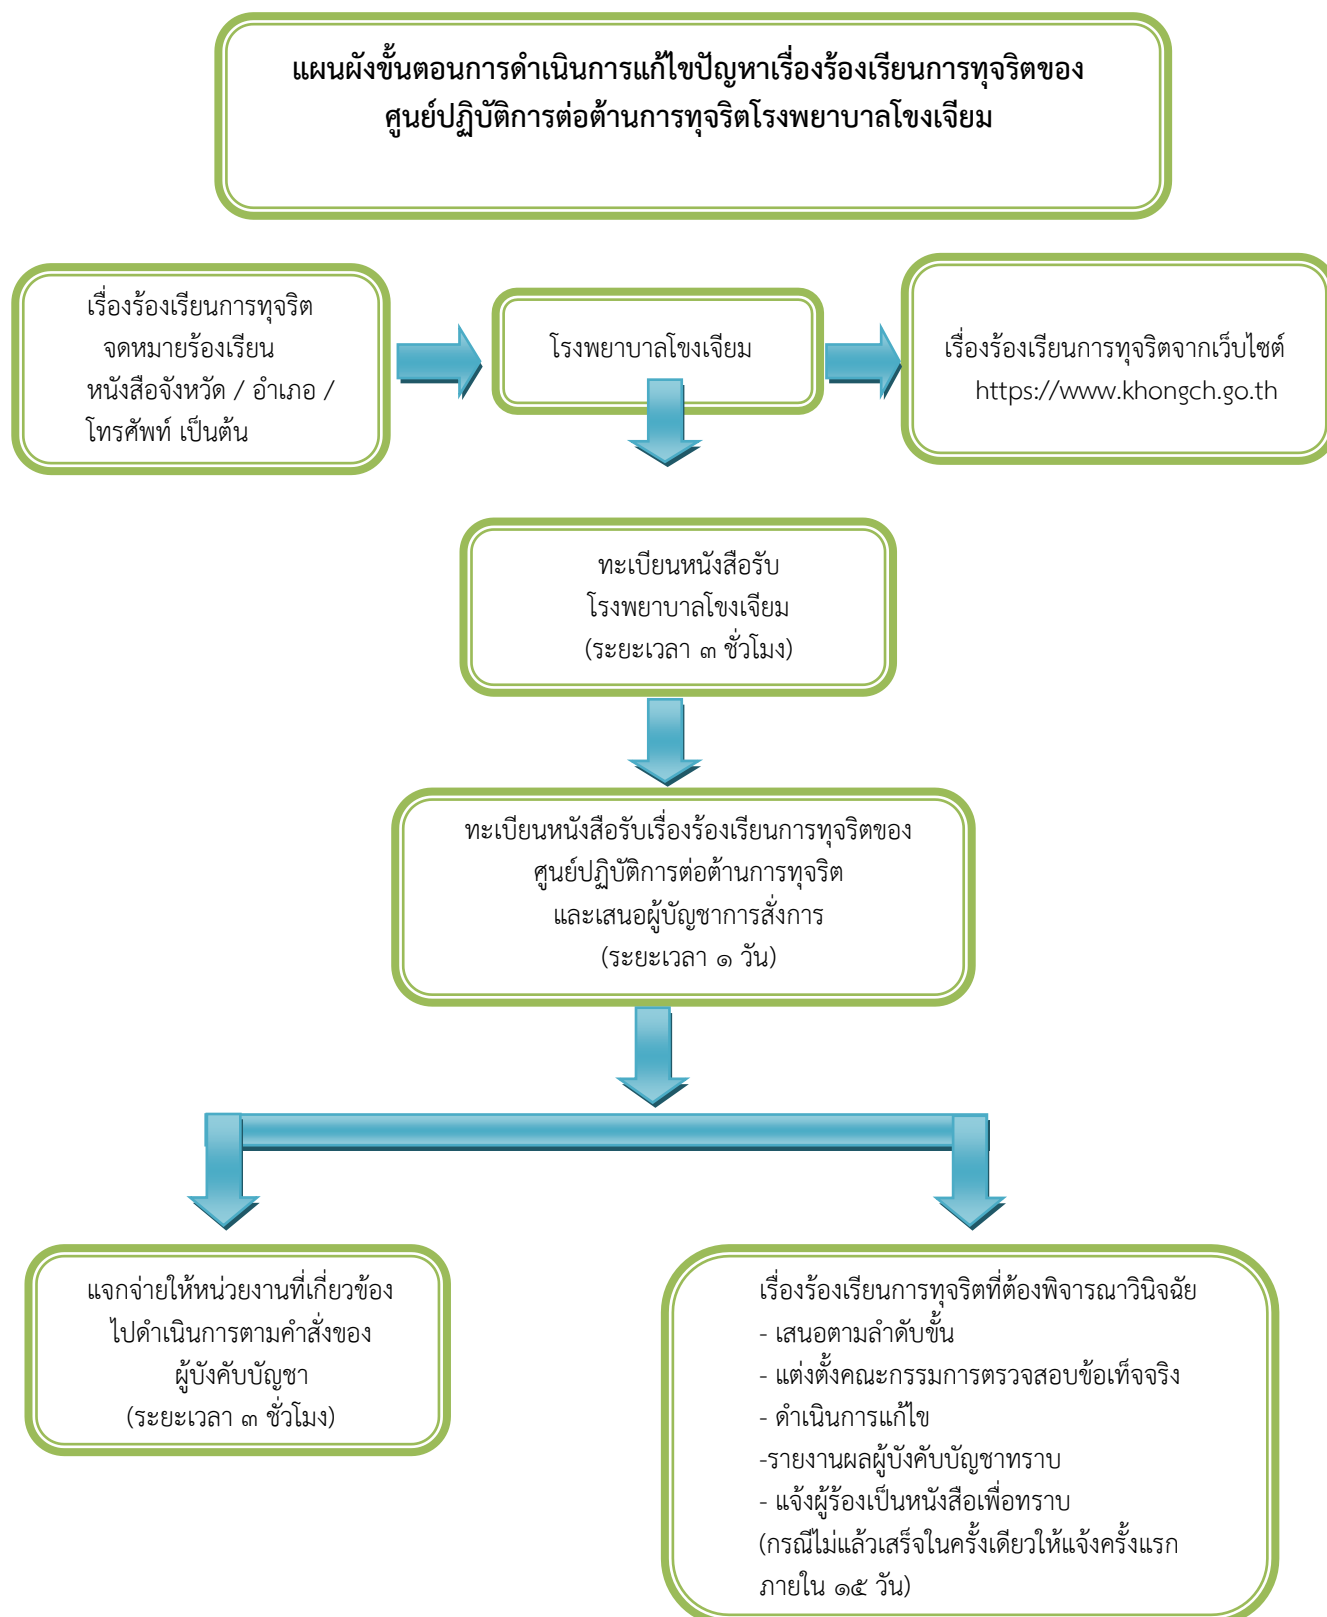 แผนผังขั้นตอนการดำเนินการแก้ไขปัญหาเรื่องร้องเรียนการทุจริตของ
ศูนย์ปฏิบัติการต่อต้านการทุจริตโรงพยาบาลโขงเจียม
เรื่องร้องเรียนการทุจริต
จดหมายร้องเรียน
หนังสือจังหวัด / อำเภอ /
โทรศัพท์ เป็นต้น
โรงพยาบาลโขงเจียม
เรื่องร้องเรียนการทุจริตจากเว็บไซต์
https://www.khongch.go.th
ทะเบียนหนังสือรับ
โรงพยาบาลโขงเจียม
(ระยะเวลา ๓ ชั่วโมง)
ทะเบียนหนังสือรับเรื่องร้องเรียนการทุจริตของ
ศูนย์ปฏิบัติการต่อต้านการทุจริต
และเสนอผู้บัญชาการสั่งการ
(ระยะเวลา ๑ วัน)
แจกจ่ายให้หน่วยงานที่เกี่ยวข้อง
ไปดำเนินการตามคำสั่งของ
ผู้บังคับบัญชา
(ระยะเวลา ๓ ชั่วโมง)
เรื่องร้องเรียนการทุจริตที่ต้องพิจารณาวินิจฉัย
- เสนอตามลำดับขั้น
- แต่งตั้งคณะกรรมการตรวจสอบข้อเท็จจริง
- ดำเนินการแก้ไข
-รายงานผลผู้บังคับบัญชาทราบ
- แจ้งผู้ร้องเป็นหนังสือเพื่อทราบ
(กรณีไม่แล้วเสร็จในครั้งเดียวให้แจ้งครั้งแรก
ภายใน ๑๕ วัน)